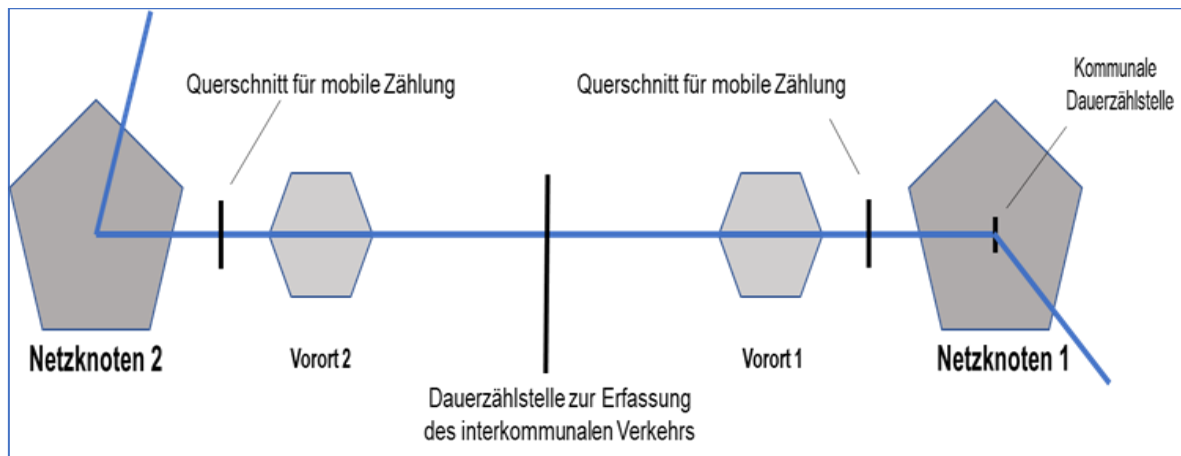 Querschnitt für mobile Zählung
Querschnitt für mobile Zählung
Kommunale
Dauerzählstelle
Netzknoten 2
Vorort 2
Vorort 1
Netzknoten 1
Dauerzählstelle zur Erfassung
des interkommunalen Verkehrs